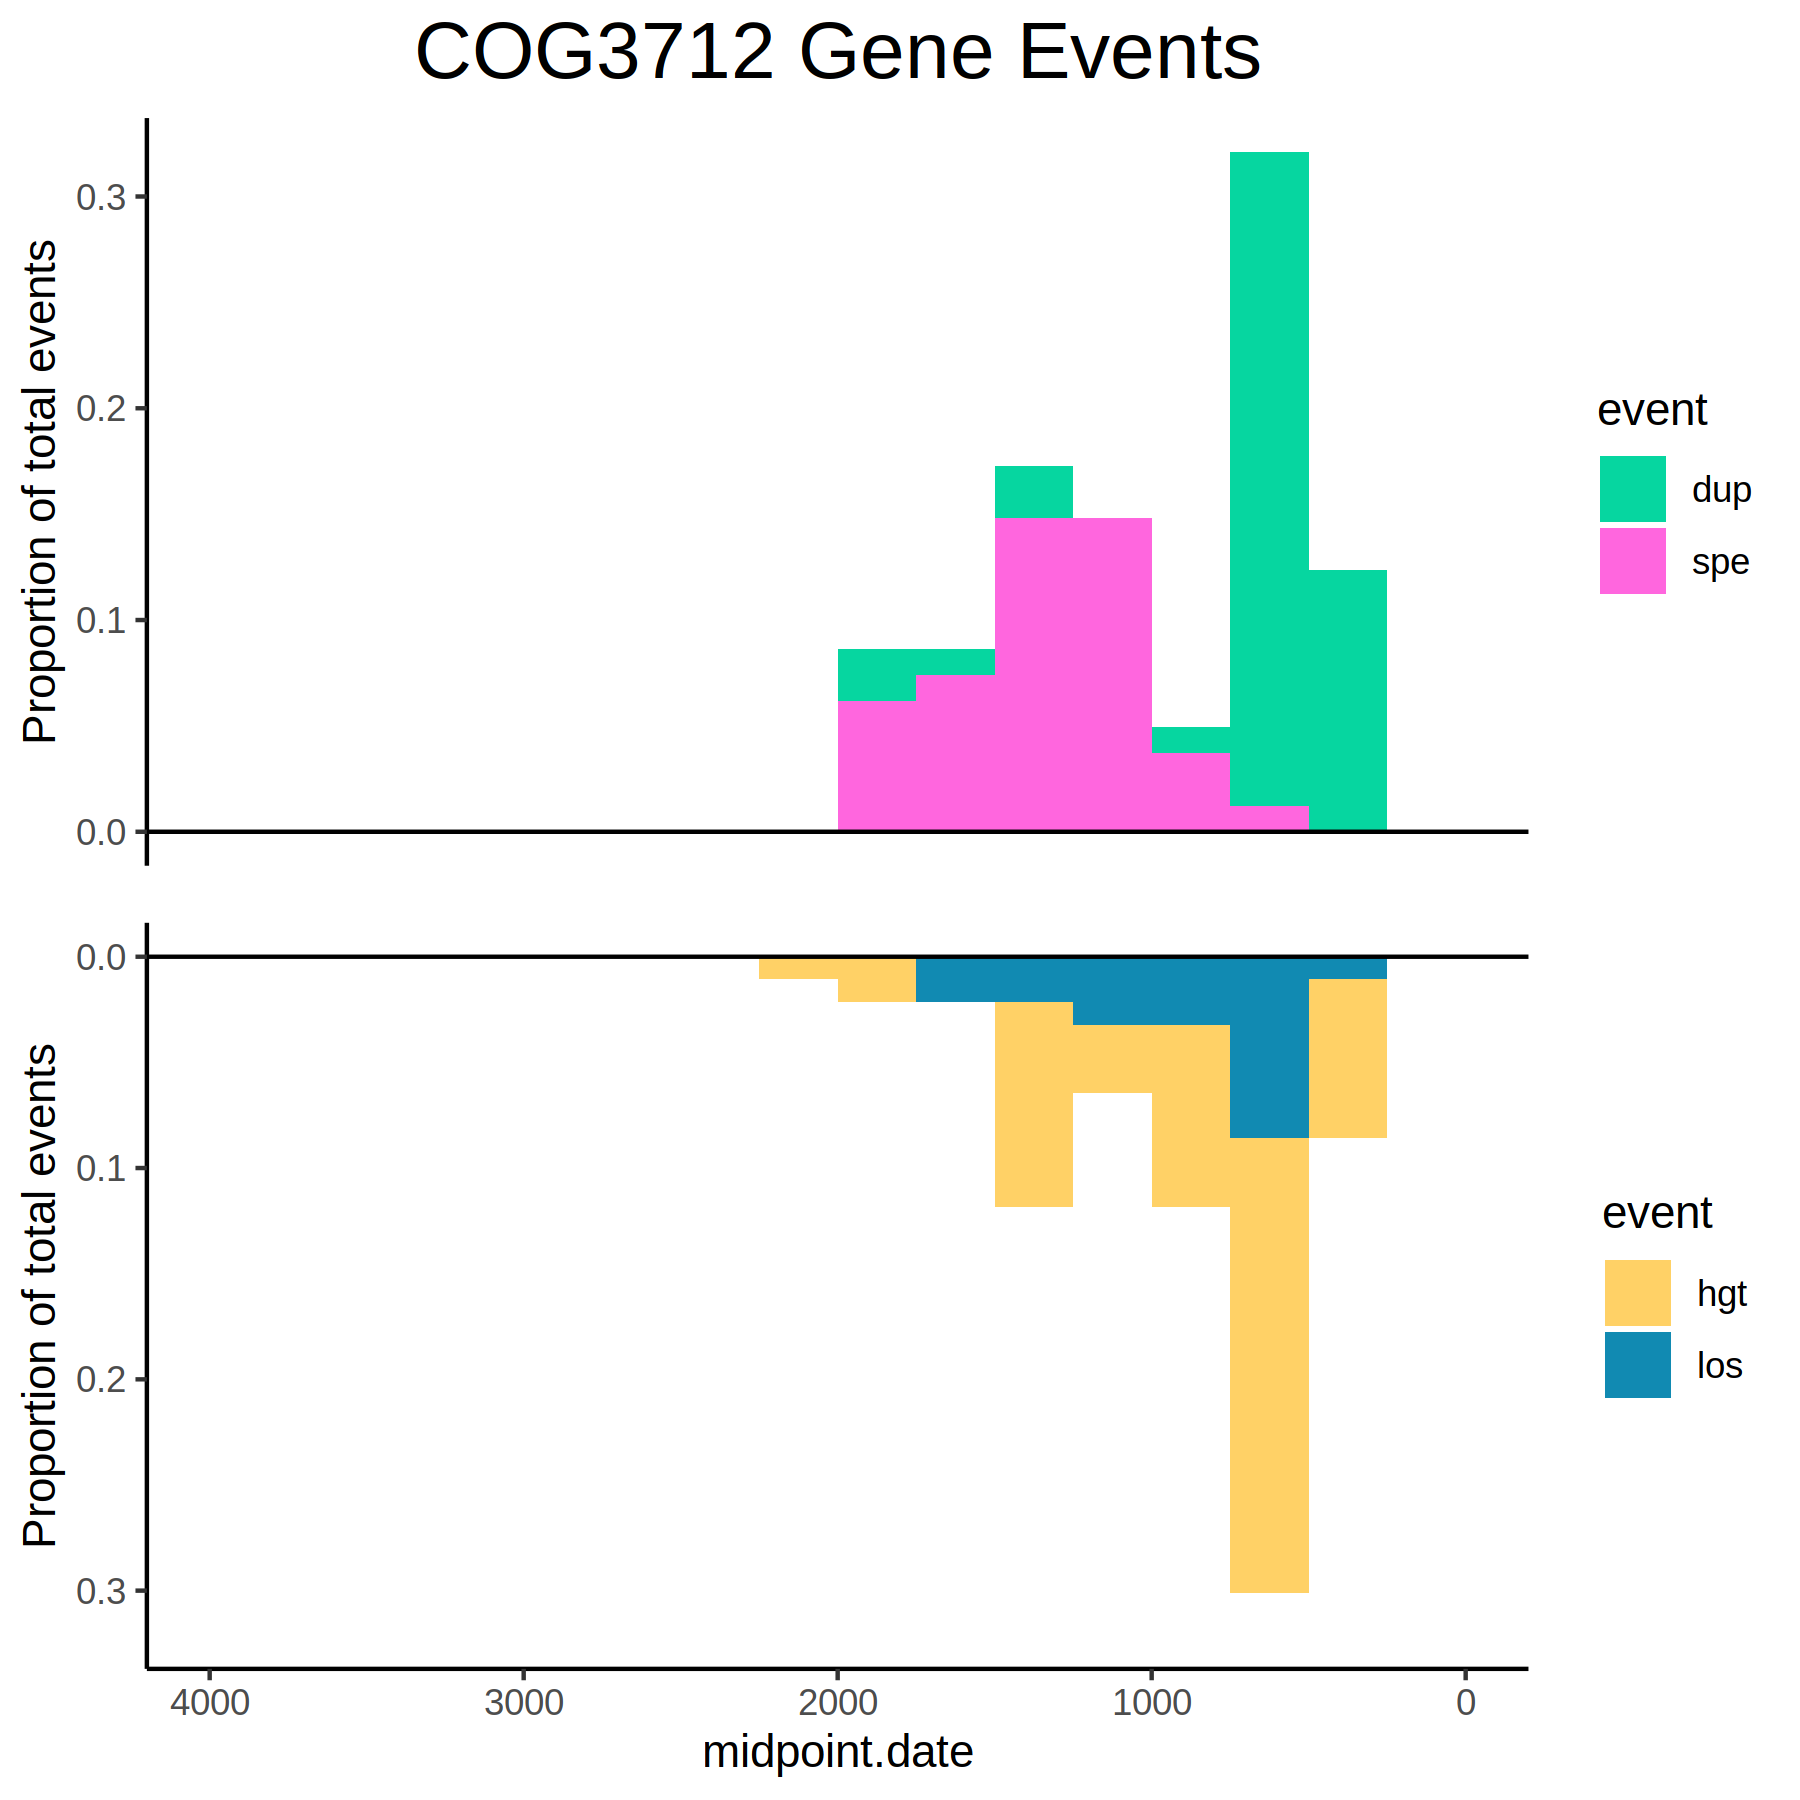 COG3712 Gene Events
Proportion of total events
0.3
0.2
0.1
0.0
event
dup
spe
Proportion of total events
0.0
0.1
0.2
0.3
event
hgt
los
4000 3000 2000 1000 0
midpoint.date